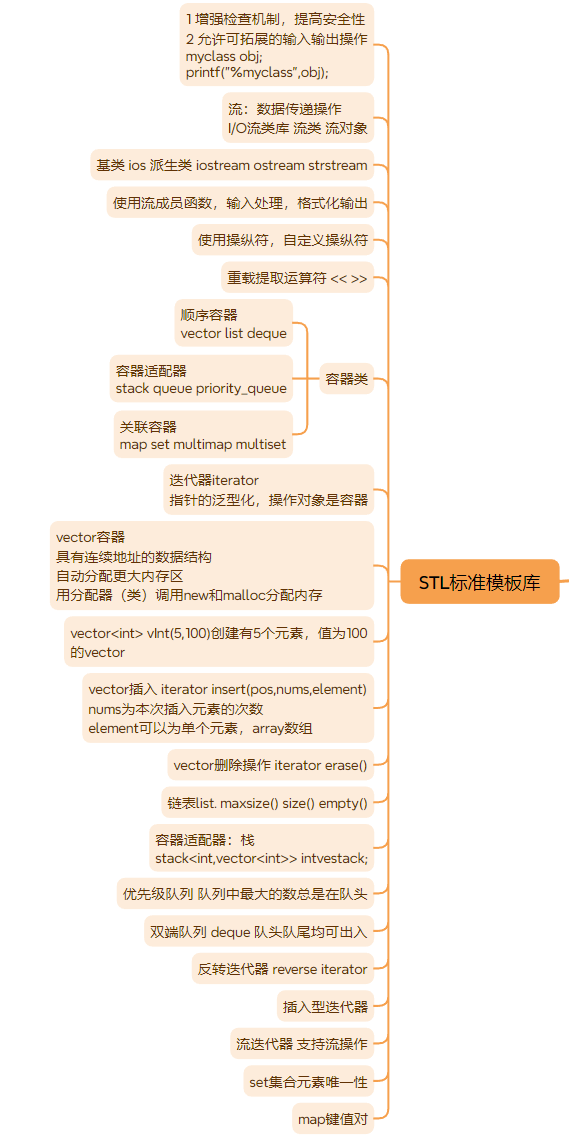 1 增强检查机制，提高安全性
2 允许可拓展的输入输出操作
myclass obj;
printf("%myclass",obj);
流：数据传递操作
I/O流类库 流类 流对象
基类 ios 派生类 iostream ostream strstream
使用流成员函数，输入处理，格式化输出
使用操纵符，自定义操纵符
重载提取运算符 << >>
顺序容器
vector list deque
容器适配器
stack queue priority_queue
关联容器
map set multimap multiset
容器类
迭代器iterator
指针的泛型化，操作对象是容器
vector容器
具有连续地址的数据结构
自动分配更大内存区
用分配器（类）调用new和malloc分配内存
STL标准模板库
vector<int> vInt(5,100)创建有5个元素，值为100
的vector
vector插入 iterator insert(pos,nums,element)
nums为本次插入元素的次数
element可以为单个元素，array数组
vector删除操作 iterator erase()
链表list. maxsize() size() empty()
容器适配器：栈
stack<int,vector<int>> intvestack;
优先级队列 队列中最大的数总是在队头
双端队列 deque 队头队尾均可出入
反转迭代器 reverse iterator
插入型迭代器
流迭代器 支持流操作
set集合元素唯一性
map键值对